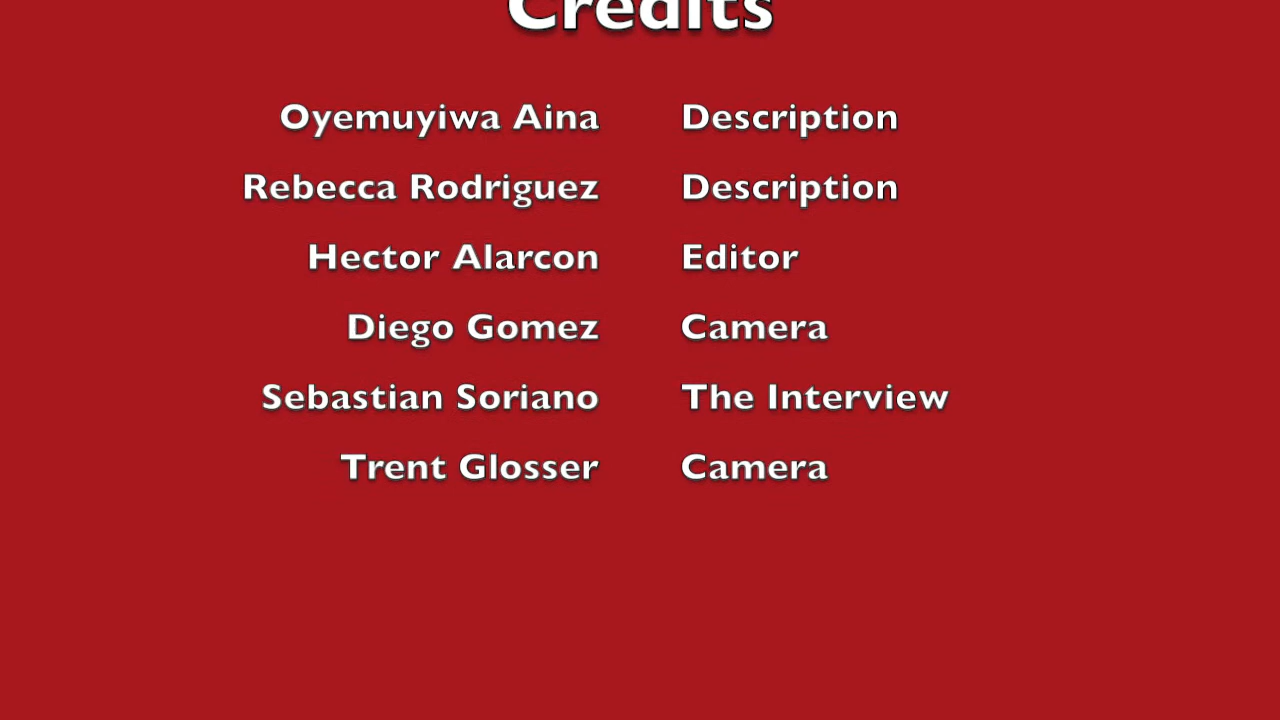 Credits
Oyemuyiwa Aina Description
Rebecca Rodriguez Description
Hector Alarcon Editor
Diego Gomez Camera
Sebastian Soriano The Interview
Trent Glosser Camera